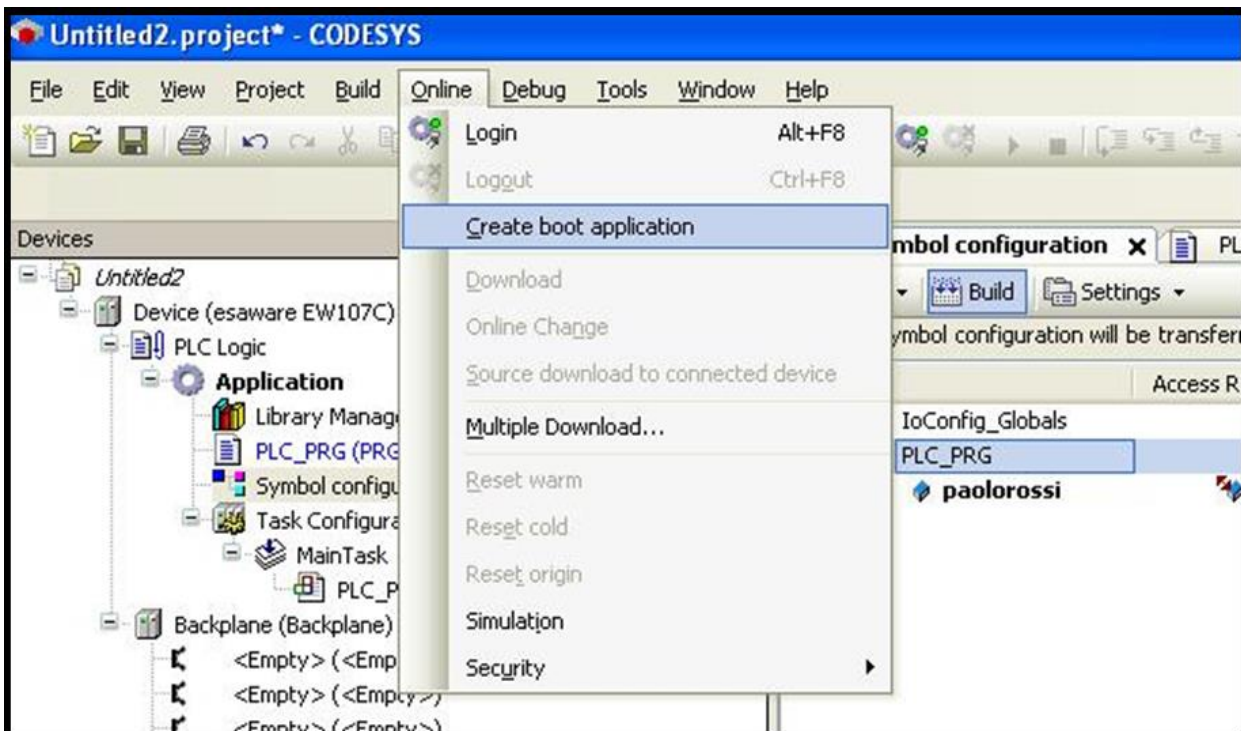 Untitled2.project* - CODESYS
File Edit View Project Build Online Debug Tools Window Help
Login Alt+F8
Logout Ctrl+F8
Create boot application
Download
Online Change
Source download to connected device
Multiple Download...
Reset warm
Reset cold
Reset origin
Simulation
Security
Devices
Untitled2
Device (esaware EW107C)
PLC Logic
Application
Library Manag
PLC_PRG (PRG
Symbol configu
Task Configura
MainTask
PLC_P
Backplane (Backplane)
<Empty> (<Emp
<Empty> (<Empty>)
<Empty> (<Empty>)
mbol configuration PL
Build Settings
ymbol configuration will be transferr
Access R
IoConfig_Globals
PLC_PRG
paolorossi